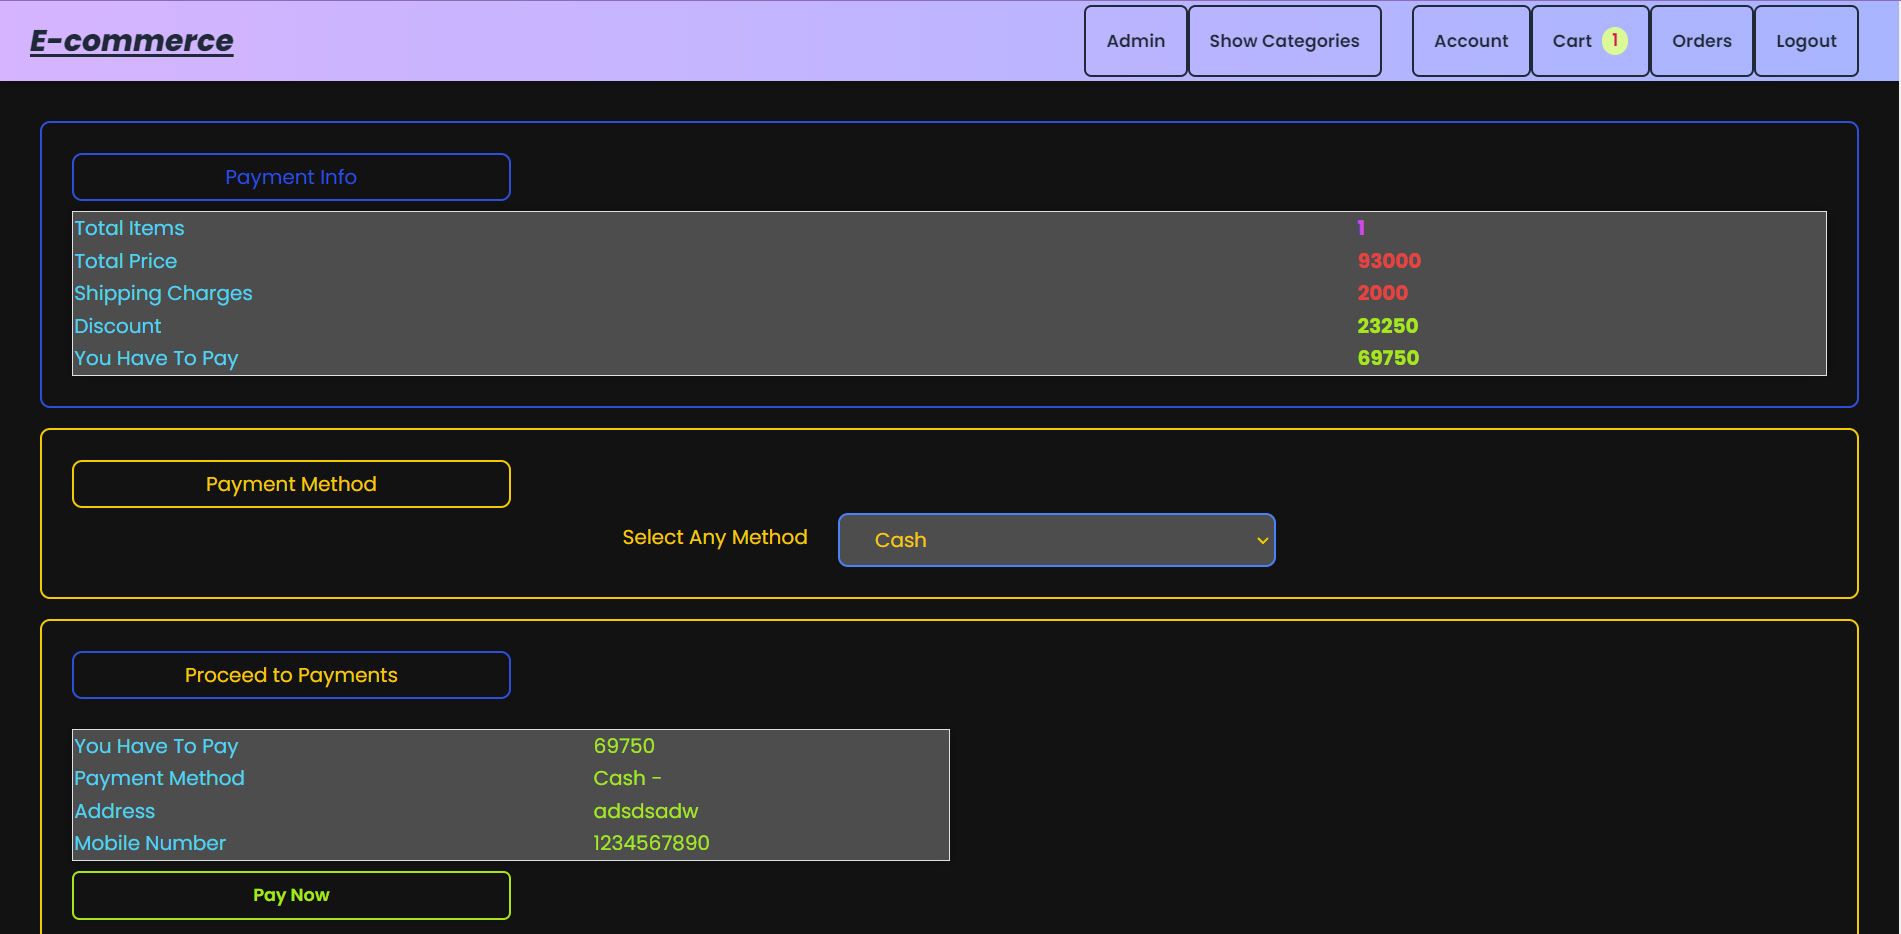 E-commerce Admin Show Categories Account Cart 1 Orders Logout
Payment Info
Total Items 1
Total Price 93000
Shipping Charges 2000
Discount 23250
You Have To Pay 69750
Payment Method
Select Any Method Cash
Proceed to Payments
You Have To Pay 69750
Payment Method Cash -
Address adsdsadw
Mobile Number 1234567890
Pay Now